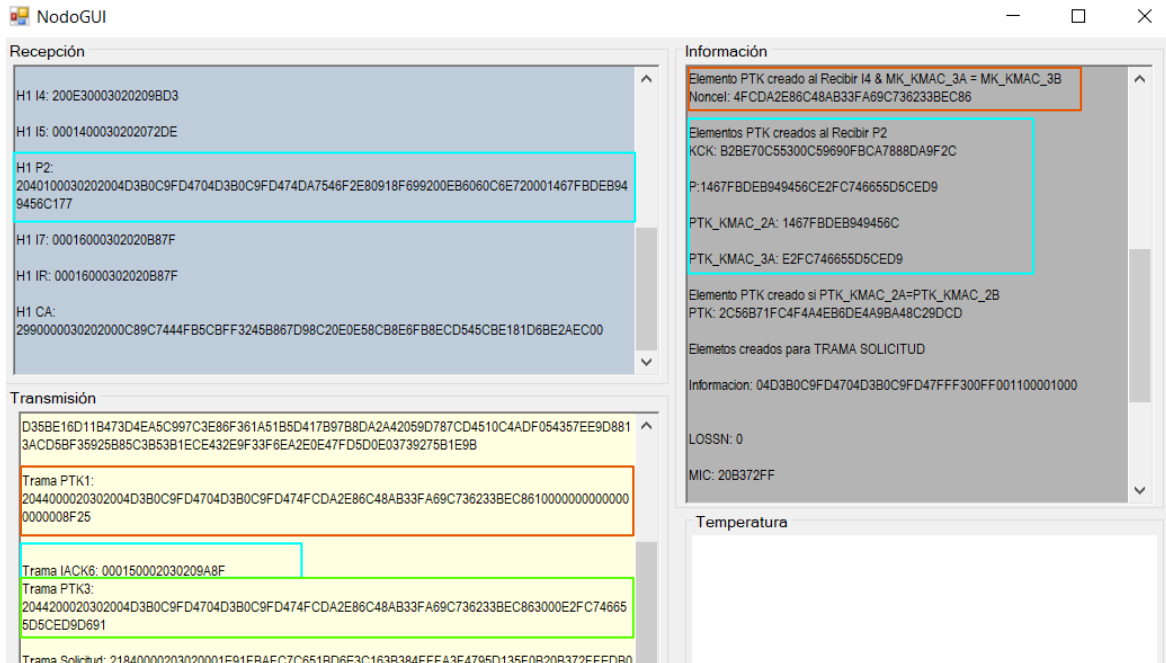 NodoGUI
Recepción
H1 I4: 200E30003020209BD3
H1 I5: 0001400030202072DE
H1 P2:
2040100030202004D3B0C9FD4704D3B0C9FD474DA7546F2E80918F699200EB6060C6E720001467FBDEB94
9456C177
H1 I7: 00016000302020B87F
H1 IR: 00016000302020B87F
H1 CA:
2990000030202000C89C7444FB5CBFF3245B867D98C20E0E58CB8E6FB8ECD545CBE181D6BE2AEC00
Transmisión
D35BE16D11B473D4EA5C997C3E86F361A51B5D417B97B8DA2A42059D787CD4510C4ADF054357EE9D881
3ACD5BF35925B85C3B53B1ECE432E9F33F6EA2E0E47FD5D0E03739275B1E9B
Trama PTK1:
2044000020302004D3B0C9FD4704D3B0C9FD474FCDA2E86C48AB33FA69C736233BEC8610000000000000
0000008F25
Trama IACK6: 000150002030209A8F
Trama PTK3:
2044200020302004D3B0C9FD4704D3B0C9FD474FCDA2E86C48AB33FA69C736233BEC863000E2FC74665
5D5CED9D691
Trama Solicitud:
Información
Elemento PTK creado al Recibir I4 & MK_KMAC_3A = MK_KMAC_3B
NonceI: 4FCDA2E86C48AB33FA69C736233BEC86
Elementos PTK creados al Recibir P2
KCK: B2BE70C55300C59690FBCA7888DA9F2C
P:1467FBDEB949456CE2FC746655D5CED9
PTK_KMAC_2A: 1467FBDEB949456C
PTK_KMAC_3A: E2FC746655D5CED9
Elemento PTK creado si PTK_KMAC_2A=PTK_KMAC_2B
PTK: 2C56B71FC4F4A4EB6DE4A9BA48C29DCD
Elemetos creados para TRAMA SOLICITUD
Informacion: 04D3B0C9FD4704D3B0C9FD47FFF300FF001100001000
LOSSN: 0
MIC: 20B372FF
Temperatura